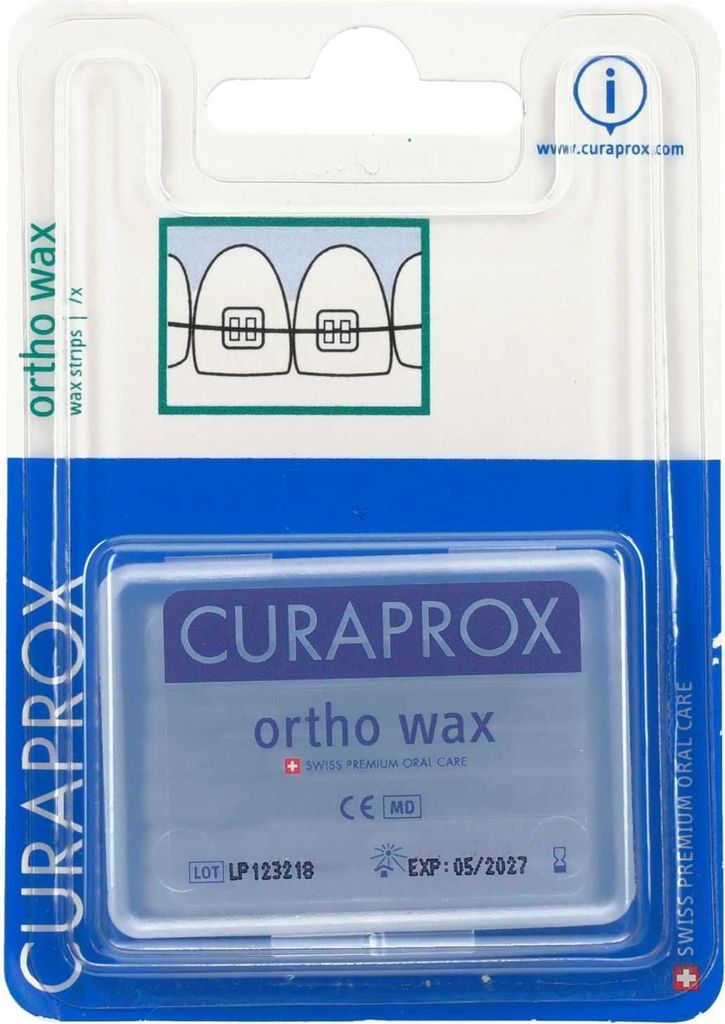 i
www.curaprox.com
ortho wax
wax strips | 7x
CURAPROX
CURAPROX
ortho wax
SWISS PREMIUM ORAL CARE
CE MD
LOT LP123218
EXP: 05/2027
SWISS PREMIUM ORAL CARE